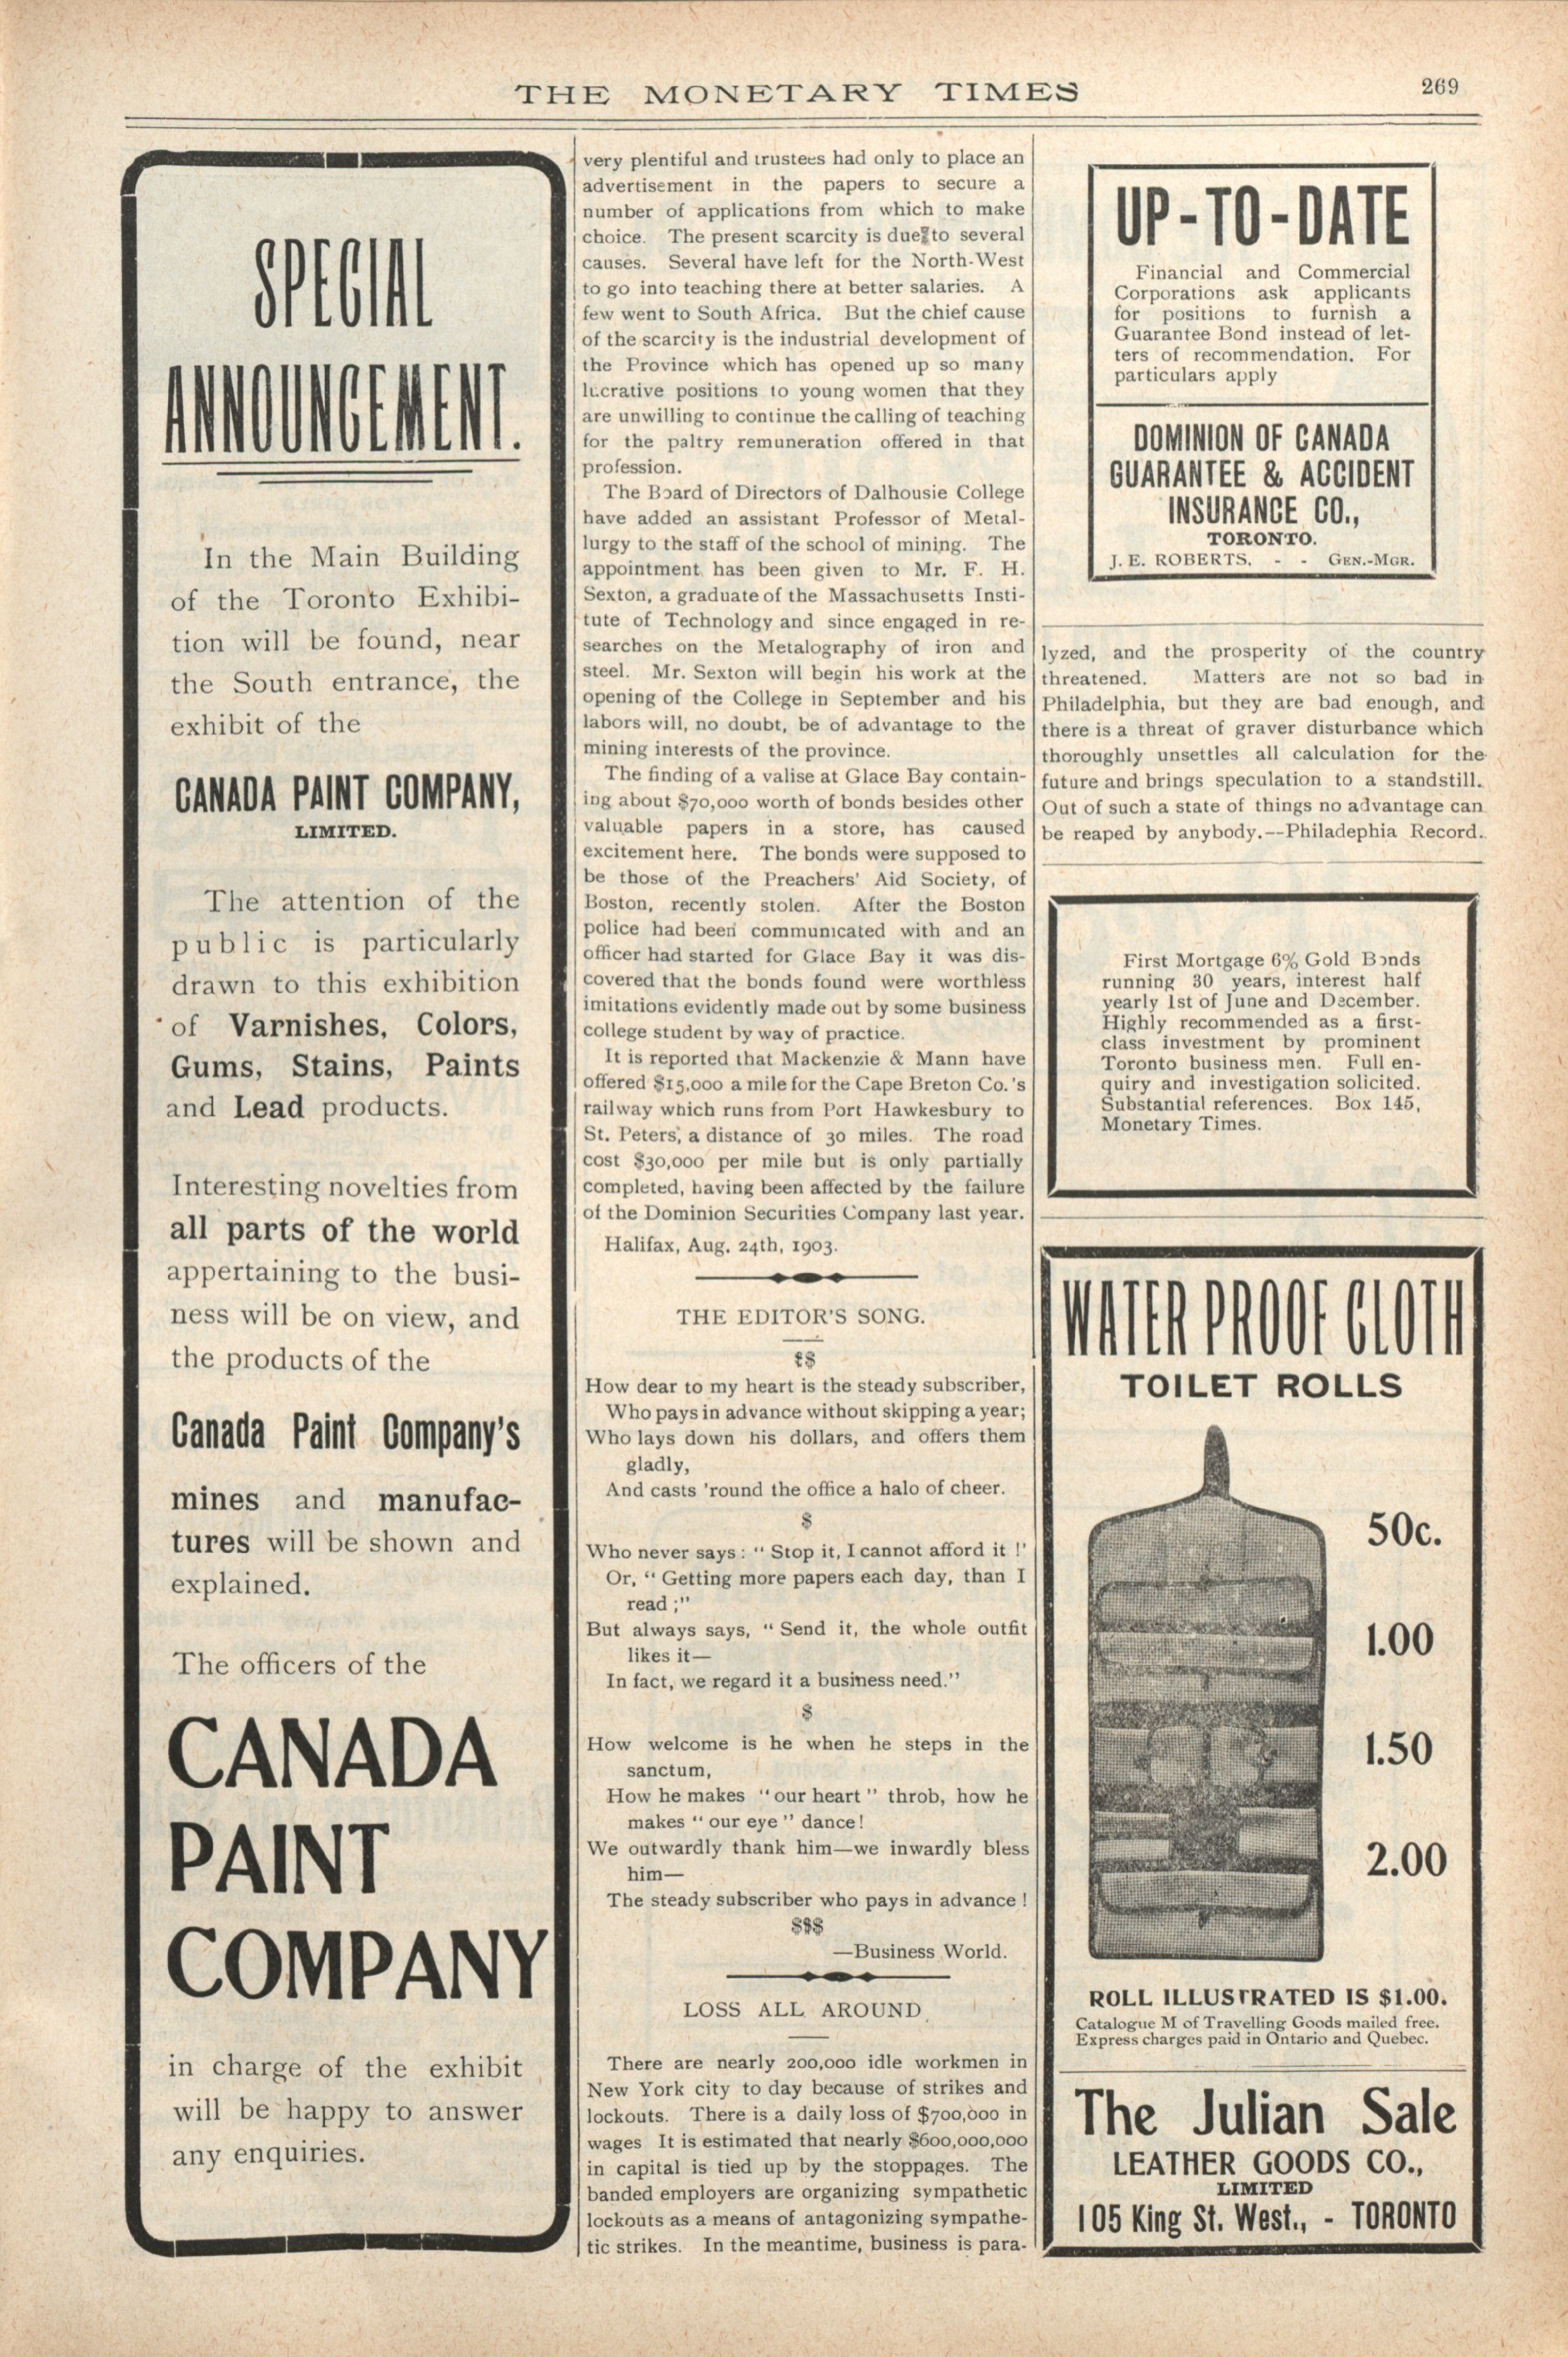 THE MONETARY TIMES
269
SPECIAL
ANNOUNCEMENT.
In the Main Building
of the Toronto Exhibi-
tion will be found, near
the South entrance, the
exhibit of the
CANADA PAINT COMPANY,
LIMITED.
The attention of the
public is particularly
drawn to this exhibition
of Varnishes, Colors,
Gums, Stains, Paints
and Lead products.
Interesting novelties from
all parts of the world
appertaining to the busi-
ness will be on view, and
the products of the
Canada Paint Company's
mines and manufac-
tures will be shown and
explained.
The officers of the
CANADA
PAINT
COMPANY
in charge of the exhibit
will be happy to answer
any enquiries.
very plentiful and trustees had only to place an
advertisement in the papers to secure a
number of applications from which to make
choice. The present scarcity is due to several
causes. Several have left for the North-West
to go into teaching there at better salaries. A
few went to South Africa. But the chief cause
of the scarcity is the industrial development of
the Province which has opened up so many
lucrative positions to young women that they
are unwilling to continue the calling of teaching
for the paltry remuneration offered in that
profession.
The Board of Directors of Dalhousie College
have added an assistant Professor of Metal-
lurgy to the staff of the school of mining. The
appointment has been given to Mr. F. H.
Sexton, a graduate of the Massachusetts Insti-
tute of Technology and since engaged in re-
searches on the Metalography of iron and
steel. Mr. Sexton will begin his work at the
opening of the College in September and his
labors will, no doubt, be of advantage to the
mining interests of the province.
The finding of a valise at Glace Bay contain-
ing about $70,000 worth of bonds besides other
valuable papers in a store, has caused
excitement here. The bonds were supposed to
be those of the Preachers' Aid Society, of
Boston, recently stolen. After the Boston
police had been communicated with and an
officer had started for Glace Bay it was dis-
covered that the bonds found were worthless
imitations evidently made out by some business
college student by way of practice.
It is reported that Mackenzie & Mann have
offered $15,000 a mile for the Cape Breton Co.'s
railway which runs from Port Hawkesbury to
St. Peters, a distance of 30 miles. The road
cost $30,000 per mile but is only partially
completed, having been affected by the failure
of the Dominion Securities Company last year.
Halifax, Aug. 24th, 1903.
THE EDITOR'S SONG.
$$
How dear to my heart is the steady subscriber,
Who pays in advance without skipping a year;
Who lays down his dollars, and offers them
gladly,
And casts 'round the office a halo of cheer.
$
Who never says: "Stop it, I cannot afford it!'
Or, "Getting more papers each day, than I
read;"
But always says, "Send it, the whole outfit
likes it—
In fact, we regard it a business need."
$
How welcome is he when he steps in the
sanctum,
How he makes "our heart" throb, how he
makes "our eye" dance!
We outwardly thank him—we inwardly bless
him—
The steady subscriber who pays in advance!
$$$
—Business World.
LOSS ALL AROUND.
There are nearly 200,000 idle workmen in
New York city to day because of strikes and
lockouts. There is a daily loss of $700,000 in
wages It is estimated that nearly $600,000,000
in capital is tied up by the stoppages. The
banded employers are organizing sympathetic
lockouts as a means of antagonizing sympathe-
tic strikes. In the meantime, business is para-
UP-TO-DATE
Financial and Commercial
Corporations ask applicants
for positions to furnish a
Guarantee Bond instead of let-
ters of recommendation. For
particulars apply
DOMINION OF CANADA
GUARANTEE & ACCIDENT
INSURANCE CO.,
TORONTO.
J. E. ROBERTS, - - GEN.-MGR.
lyzed, and the prosperity of the country
threatened. Matters are not so bad in
Philadelphia, but they are bad enough, and
there is a threat of graver disturbance which
thoroughly unsettles all calculation for the
future and brings speculation to a standstill.
Out of such a state of things no advantage can
be reaped by anybody.--Philadephia Record.
First Mortgage 6% Gold Bonds
running 30 years, interest half
yearly 1st of June and December.
Highly recommended as a first-
class investment by prominent
Toronto business men. Full en-
quiry and investigation solicited.
Substantial references. Box 145,
Monetary Times.
WATER PROOF CLOTH
TOILET ROLLS
50c.
1.00
1.50
2.00
ROLL ILLUSTRATED IS $1.00.
Catalogue M of Travelling Goods mailed free.
Express charges paid in Ontario and Quebec.
The Julian Sale
LEATHER GOODS CO.,
LIMITED
105 King St. West., - TORONTO